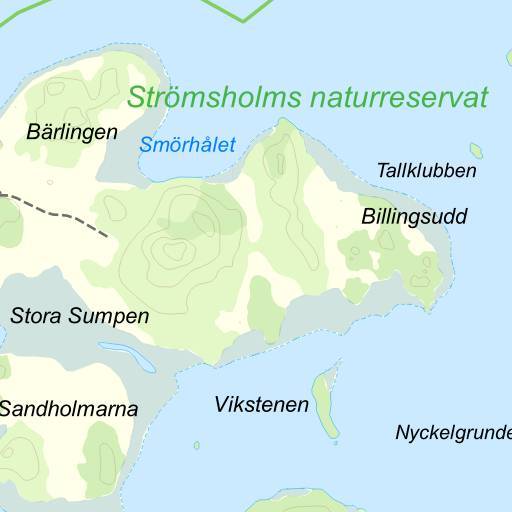 Strömsholms naturreservat
Bärlingen
Smörhålet
Tallklubben
Billingsudd
Stora Sumpen
Vikstenen
Sandholmarna
Nyckelgrunde